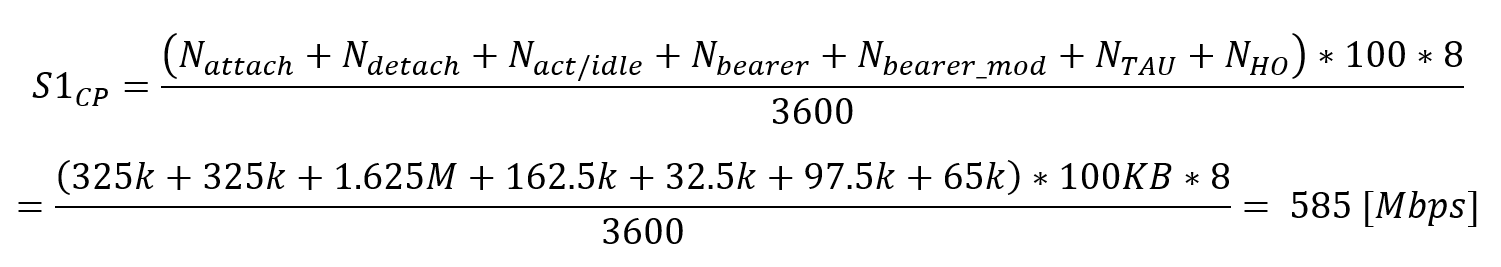 S1_CP = (N_attach + N_detach + N_act/idle + N_bearer + N_bearer_mod + N_TAU + N_HO) * 100 * 8
3600
= (325k + 325k + 1.625M + 162.5k + 32.5k + 97.5k + 65k) * 100KB * 8 = 585 [Mbps]
3600